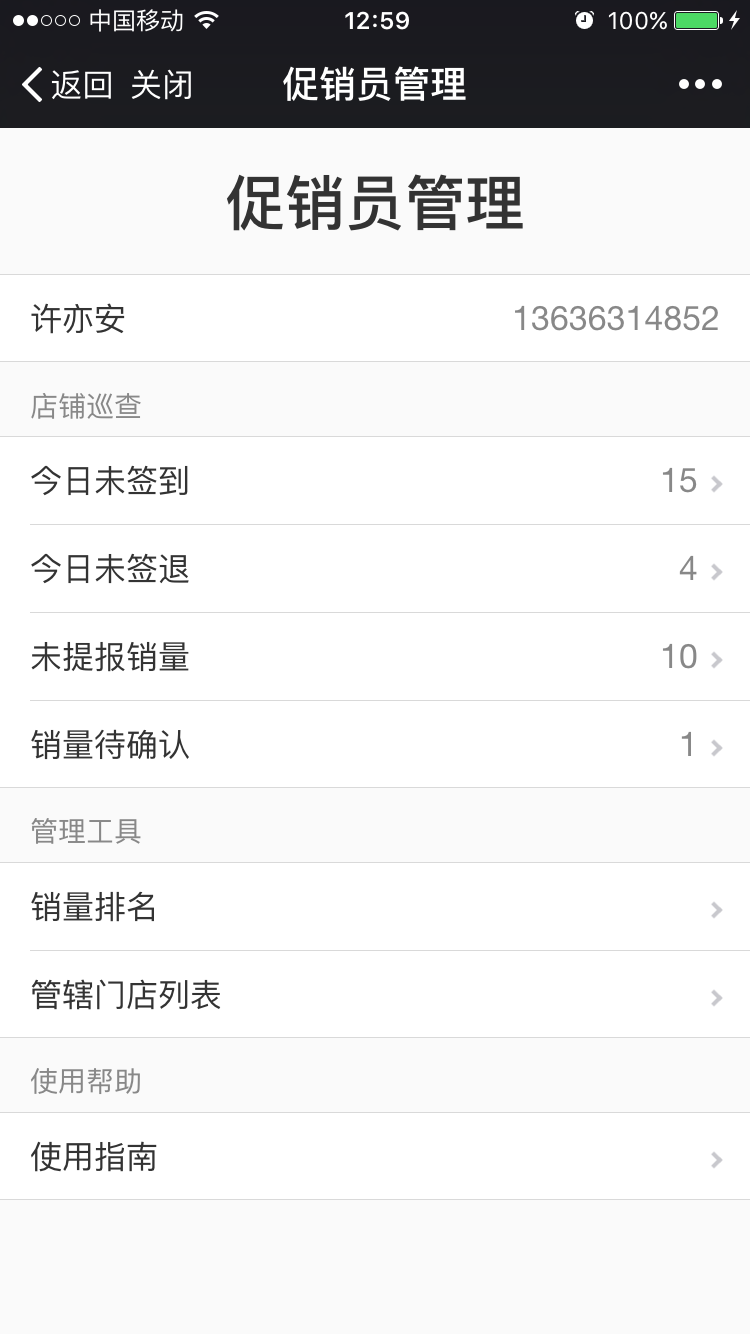 中国移动 12:59 100%
返回 关闭 促销员管理
促销员管理
许亦安 13636314852
店铺巡查
今日未签到 15
今日未签退 4
未提报销量 10
销量待确认 1
管理工具
销量排名
管辖门店列表
使用帮助
使用指南